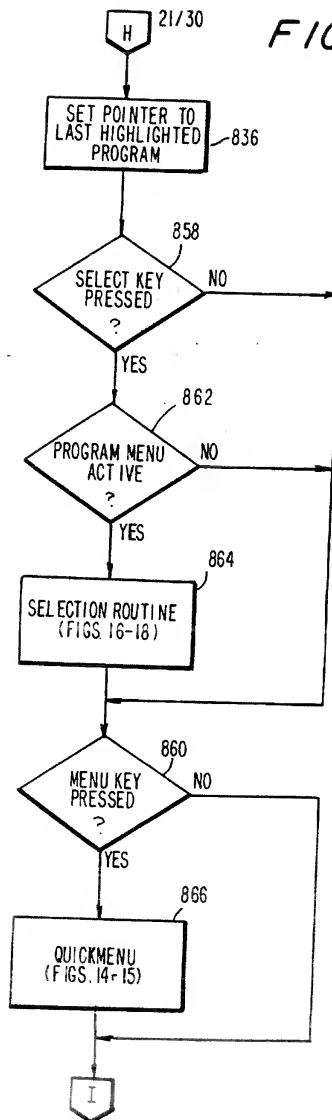 H
21/30
FIG
SET POINTER TO
LAST HIGHLIGHTED
PROGRAM
836
858
SELECT KEY
PRESSED
?
NO
YES
862
PROGRAM MENU
ACTIVE
?
NO
YES
864
SELECTION ROUTINE
(FIGS. 16-18)
860
MENU KEY
PRESSED
?
NO
YES
866
QUICKMENU
(FIGS. 14-15)
I